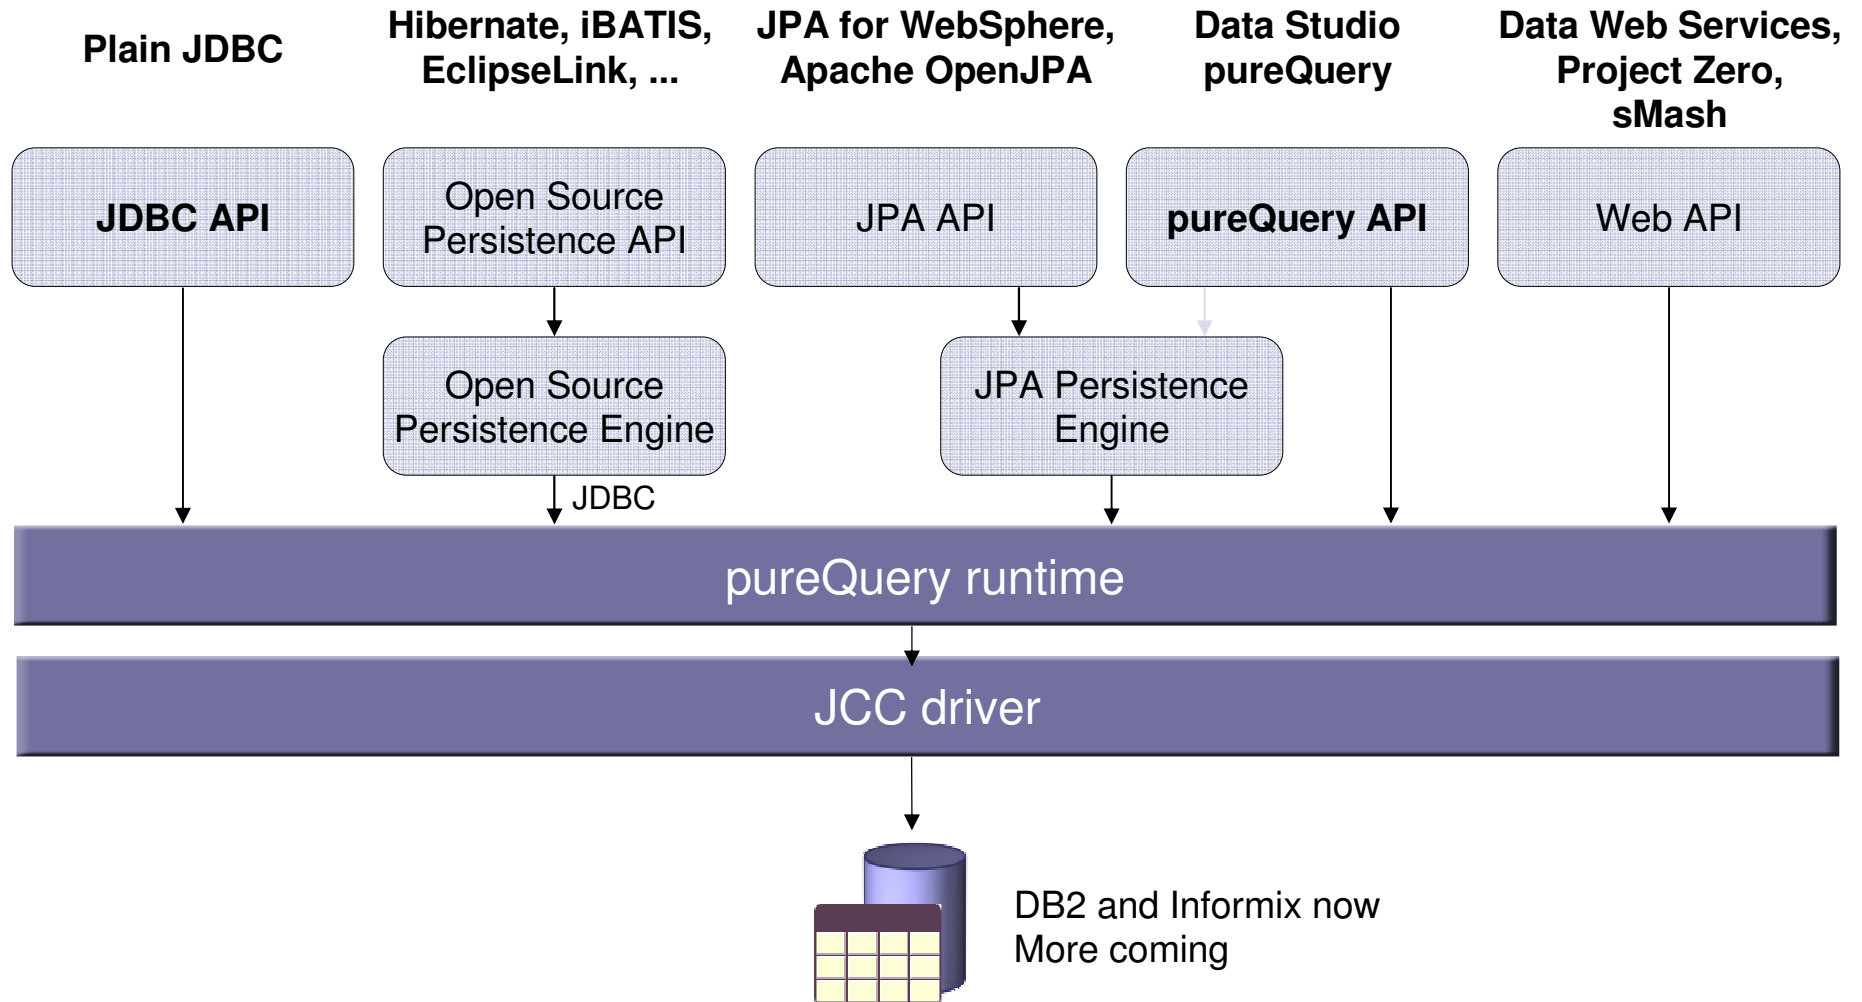 Plain JDBC
Hibernate, iBATIS,
EclipseLink, ...
JPA for WebSphere,
Apache OpenJPA
Data Studio
pureQuery
Data Web Services,
Project Zero,
sMash
JDBC API
Open Source
Persistence API
JPA API
pureQuery API
Web API
Open Source
Persistence Engine
JPA Persistence
Engine
JDBC
pureQuery runtime
JCC driver
DB2 and Informix now
More coming